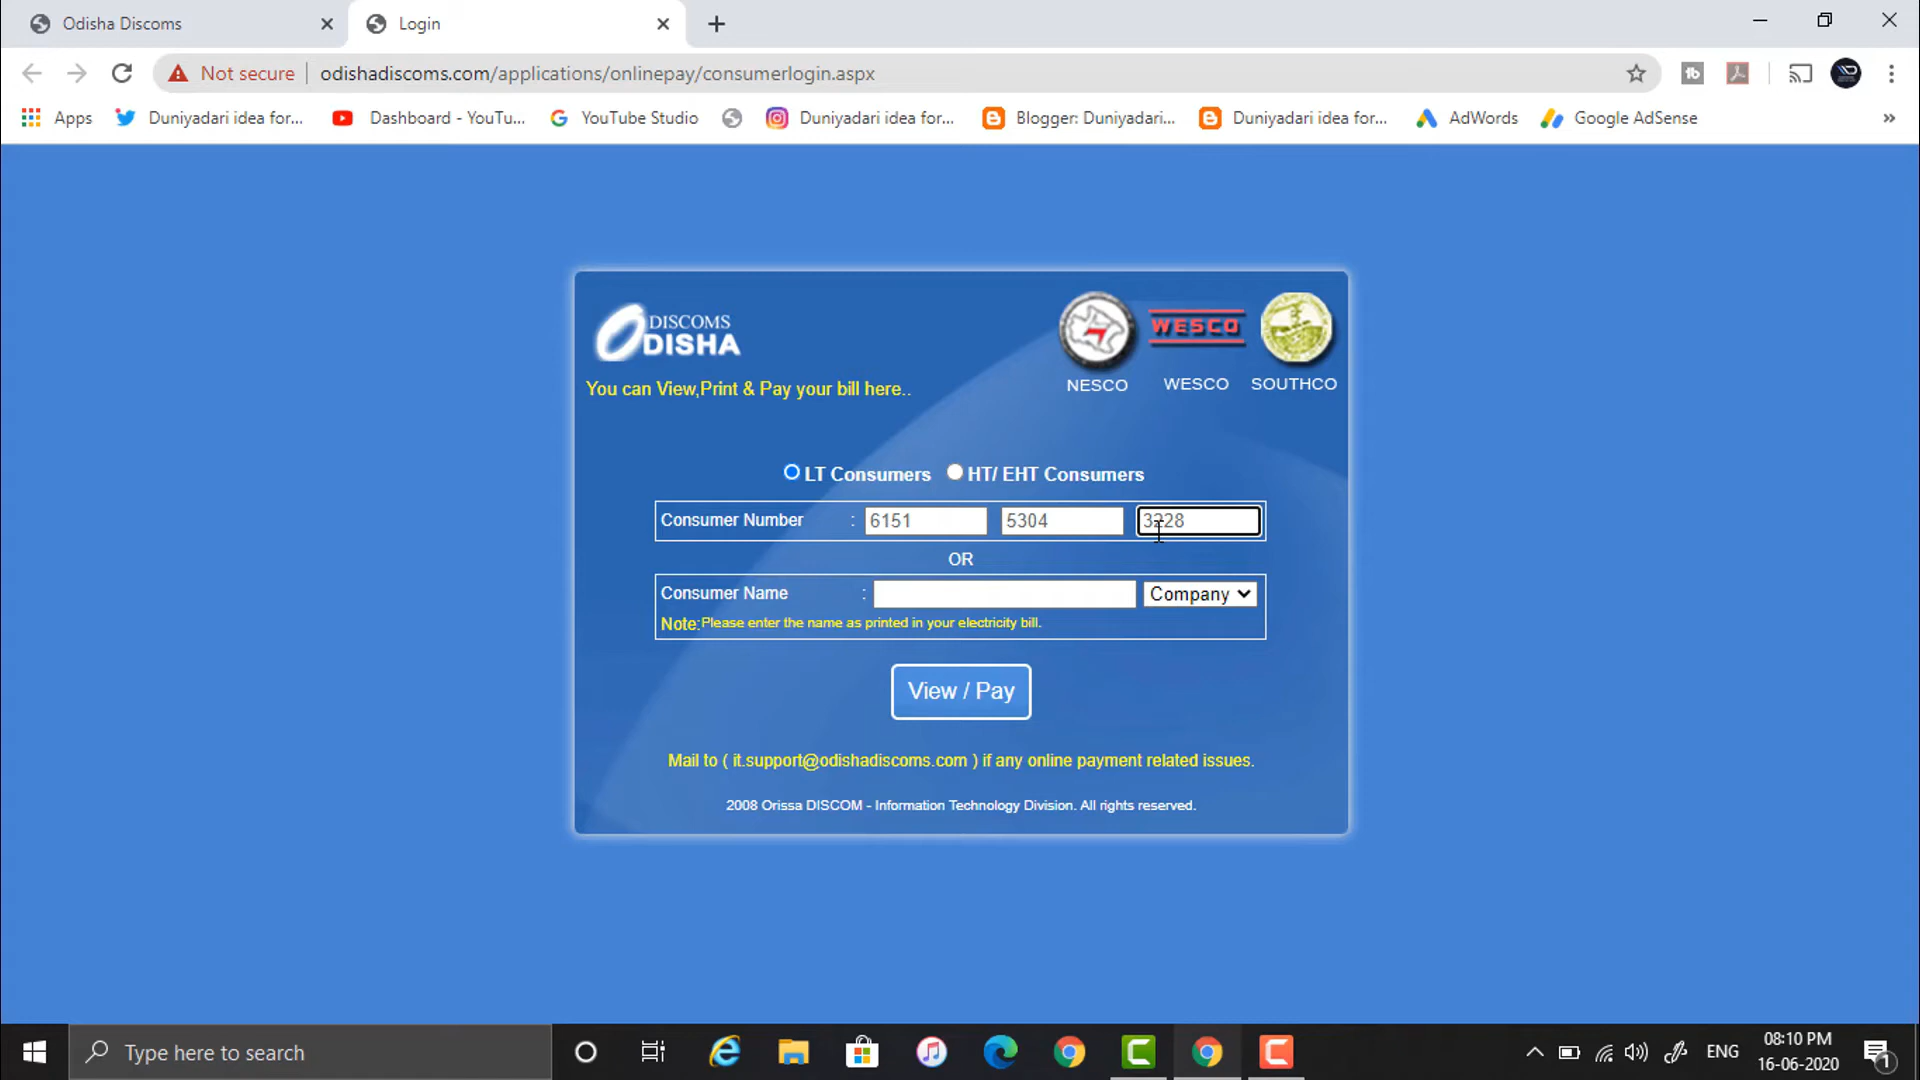 Odisha Discoms
Login
Not secure
odishadiscoms.com/applications/onlinepay/consumerlogin.aspx
Apps
Duniyadari idea for...
Dashboard - YouTu...
YouTube Studio
Duniyadari idea for...
Blogger: Duniyadari...
Duniyadari idea for...
AdWords
Google AdSense
»
DISCOMS
ODISHA
WESCO
NESCO
WESCO
SOUTHCO
You can View,Print & Pay your bill here..
LT Consumers
HT/ EHT Consumers
Consumer Number : 6151 5304 3228
OR
Consumer Name : Company
Note:Please enter the name as printed in your electricity bill.
View / Pay
Mail to ( it.support@odishadiscoms.com ) if any online payment related issues.
2008 Orissa DISCOM - Information Technology Division. All rights reserved.
Type here to search
ENG
08:10 PM
16-06-2020
1